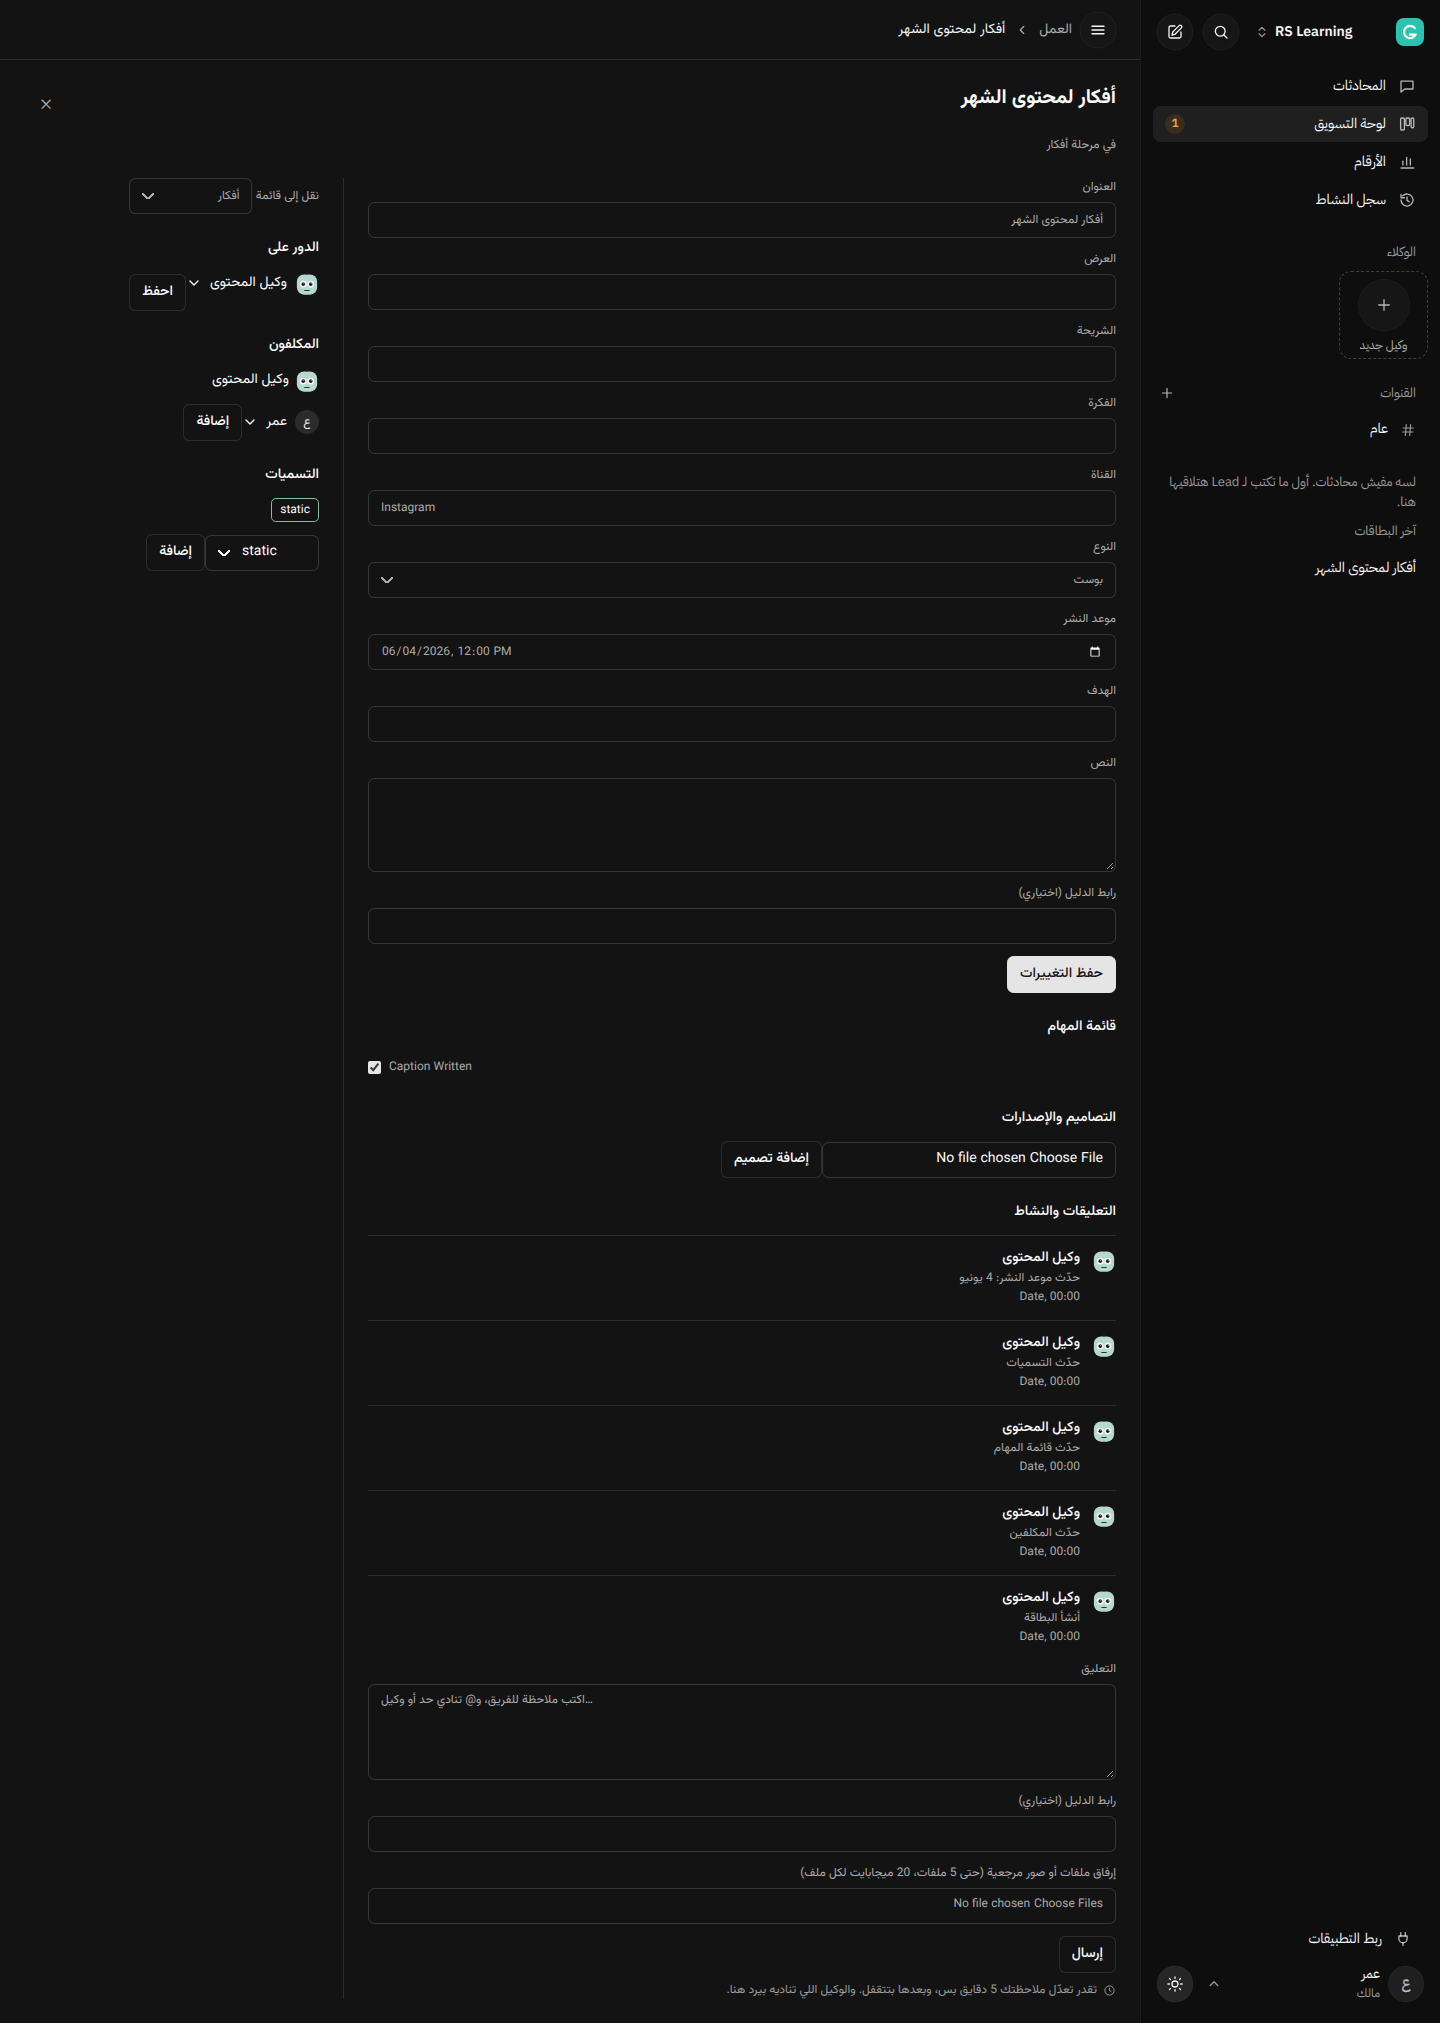 RS Learning
المحادثات
لوحة التسويق
1
الأرقام
سجل النشاط
الوكلاء
وكيل جديد
القنوات
عام
لسه مفيش محادثات. أول ما تكتب لـ Lead هتلاقيها
هنا.
آخر البطاقات
أفكار لمحتوى الشهر
ربط التطبيقات
ع
عمر
مالك
العمل
أفكار لمحتوى الشهر
أفكار لمحتوى الشهر
في مرحلة أفكار
العنوان
أفكار لمحتوى الشهر
العرض
الشريحة
الفكرة
القناة
Instagram
النوع
بوست
موعد النشر
06/04/2026, 12:00 PM
الهدف
النص
رابط الدليل (اختياري)
حفظ التغييرات
قائمة المهام
Caption Written
التصاميم والإصدارات
No file chosen Choose File
إضافة تصميم
التعليقات والنشاط
وكيل المحتوى
حدّث موعد النشر: 4 يونيو
Date, 00:00
وكيل المحتوى
حدّث التسميات
Date, 00:00
وكيل المحتوى
حدّث قائمة المهام
Date, 00:00
وكيل المحتوى
حدّث المكلفين
Date, 00:00
وكيل المحتوى
أنشأ البطاقة
Date, 00:00
التعليق
اكتب ملاحظة للفريق، و@ تنادي حد أو وكيل...
رابط الدليل (اختياري)
إرفاق ملفات أو صور مرجعية (حتى 5 ملفات، 20 ميجابايت لكل ملف)
No file chosen Choose Files
إرسال
تقدر تعدّل ملاحظتك 5 دقايق بس، وبعدها بتتقفل. والوكيل اللي تناديه بيرد هنا.
نقل إلى قائمة
أفكار
الدور على
وكيل المحتوى
احفظ
المكلفون
وكيل المحتوى
ع
عمر
إضافة
التسميات
static
static
إضافة